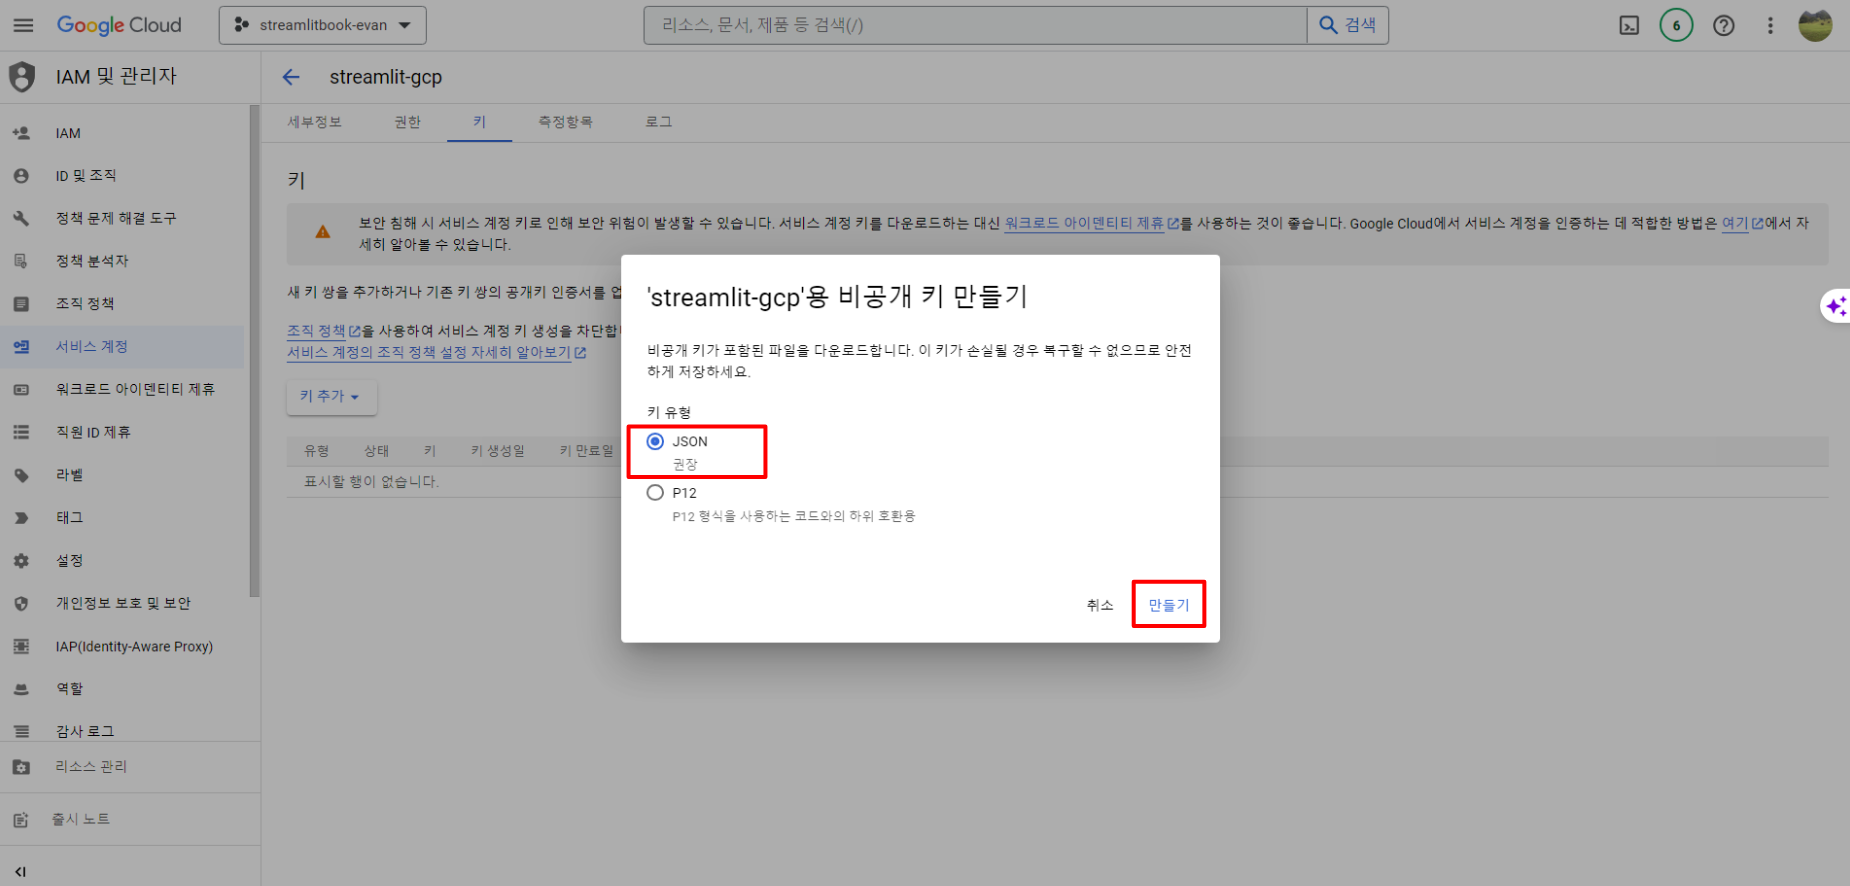 Google Cloud
streamlitbook-evan
리소스, 문서, 제품 등 검색(/)
검색
6
IAM 및 관리자
streamlit-gcp
IAM
ID 및 조직
정책 문제 해결 도구
정책 분석자
조직 정책
서비스 계정
워크로드 아이덴티티 제휴
직원 ID 제휴
라벨
태그
설정
개인정보 보호 및 보안
IAP(Identity-Aware Proxy)
역할
감사 로그
리소스 관리
출시 노트
세부정보 권한 키 측정항목 로그
키
보안 침해 시 서비스 계정 키로 인해 보안 위험이 발생할 수 있습니다. 서비스 계정 키를 다운로드하는 대신 워크로드 아이덴티티 제휴를 사용하는 것이 좋습니다. Google Cloud에서 서비스 계정을 인증하는 데 적합한 방법은 여기에서 자
세히 알아볼 수 있습니다.
새 키 쌍을 추가하거나 기존 키 쌍의 공개키 인증서를 업
조직 정책을 사용하여 서비스 계정 키 생성을 차단합
서비스 계정의 조직 정책 설정 자세히 알아보기
키 추가
유형 상태 키 키 생성일 키 만료일
표시할 행이 없습니다.
'streamlit-gcp'용 비공개 키 만들기
비공개 키가 포함된 파일을 다운로드합니다. 이 키가 손실될 경우 복구할 수 없으므로 안전
하게 저장하세요.
키 유형
JSON
권장
P12
P12 형식을 사용하는 코드와의 하위 호환용
취소
만들기